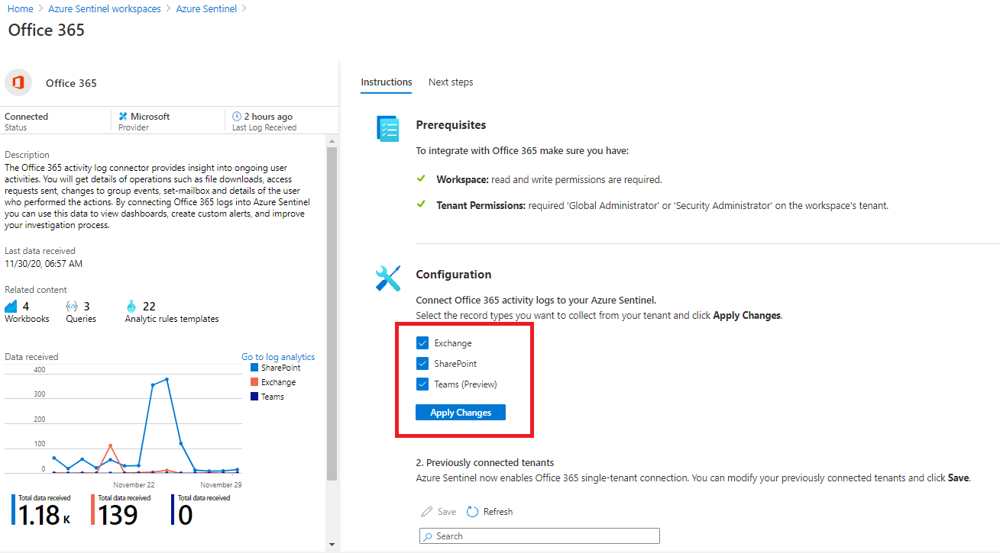 Home > Azure Sentinel workspaces > Azure Sentinel >
Office 365
Office 365
Connected
Status
Microsoft
Provider
2 hours ago
Last Log Received
Description
The Office 365 activity log connector provides insight into ongoing user
activities. You will get details of operations such as file downloads, access
requests sent, changes to group events, set-mailbox and details of the user
who performed the actions. By connecting Office 365 logs into Azure Sentinel
you can use this data to view dashboards, create custom alerts, and improve
your investigation process.
Last data received
11/30/20, 06:57 AM
Related content
4
Workbooks
3
Queries
22
Analytic rules templates
Data received
Go to log analytics
400
300
200
100
0
November 22
November 29
SharePoint
Exchange
Teams
Total data received
1.18 K
Total data received
139
Total data received
0
Instructions
Next steps
Prerequisites
To integrate with Office 365 make sure you have:
Workspace: read and write permissions are required.
Tenant Permissions: required 'Global Administrator' or 'Security Administrator' on the workspace's tenant.
Configuration
Connect Office 365 activity logs to your Azure Sentinel.
Select the record types you want to collect from your tenant and click Apply Changes.
Exchange
SharePoint
Teams (Preview)
Apply Changes
2. Previously connected tenants
Azure Sentinel now enables Office 365 single-tenant connection. You can modify your previously connected tenants and click Save.
Save
Refresh
Search